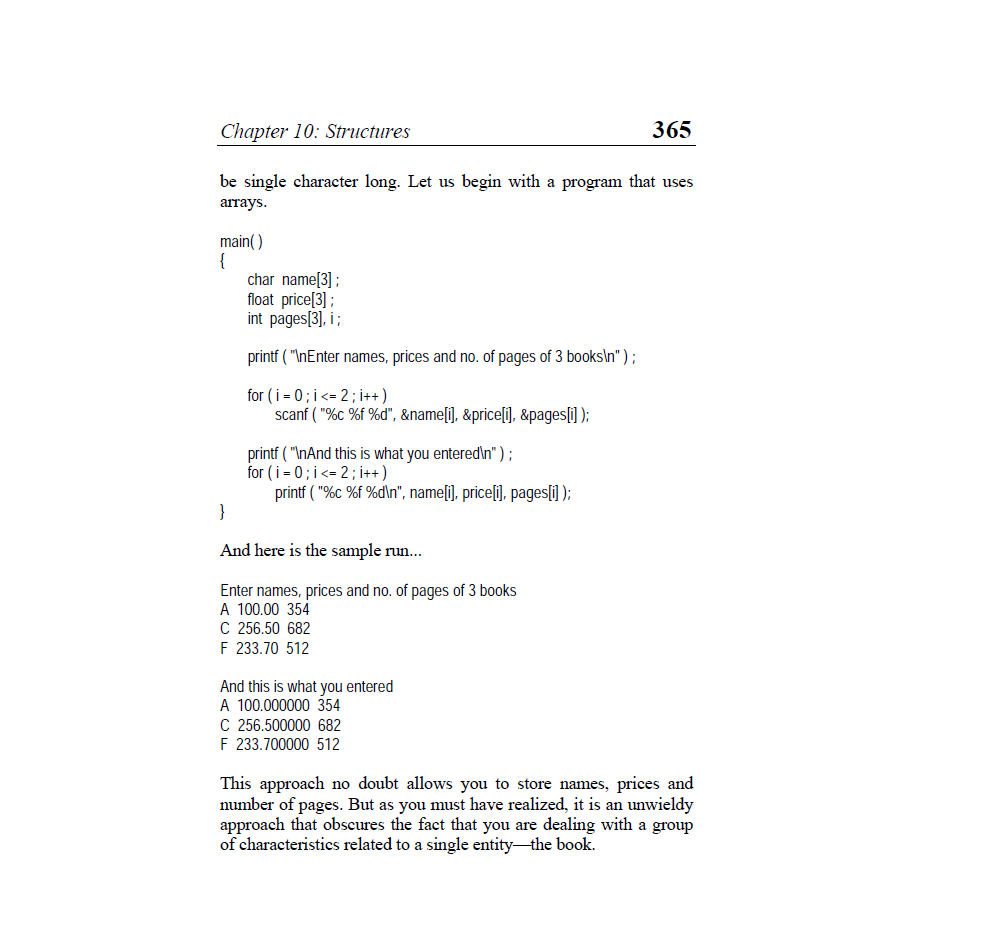 Chapter 10: Structures 365
be single character long. Let us begin with a program that uses
arrays.
main( )
{
char name[3] ;
float price[3] ;
int pages[3], i ;
printf ( "\nEnter names, prices and no. of pages of 3 books\n" ) ;
for ( i = 0 ; i <= 2 ; i++ )
scanf ( "%c %f %d", &name[i], &price[i], &pages[i] );
printf ( "\nAnd this is what you entered\n" ) ;
for ( i = 0 ; i <= 2 ; i++ )
printf ( "%c %f %d\n", name[i], price[i], pages[i] );
}
And here is the sample run...
Enter names, prices and no. of pages of 3 books
A 100.00 354
C 256.50 682
F 233.70 512
And this is what you entered
A 100.000000 354
C 256.500000 682
F 233.700000 512
This approach no doubt allows you to store names, prices and
number of pages. But as you must have realized, it is an unwieldy
approach that obscures the fact that you are dealing with a group
of characteristics related to a single entity—the book.